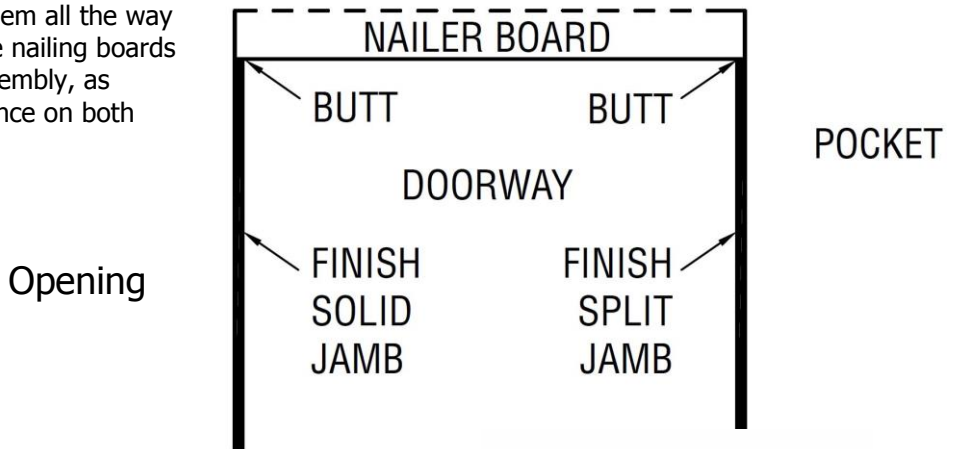 em all the way
nailing boards
embly, as
nce on both
Opening
NAILER BOARD
BUTT
BUTT
DOORWAY
POCKET
FINISH
SOLID
JAMB
FINISH
SPLIT
JAMB